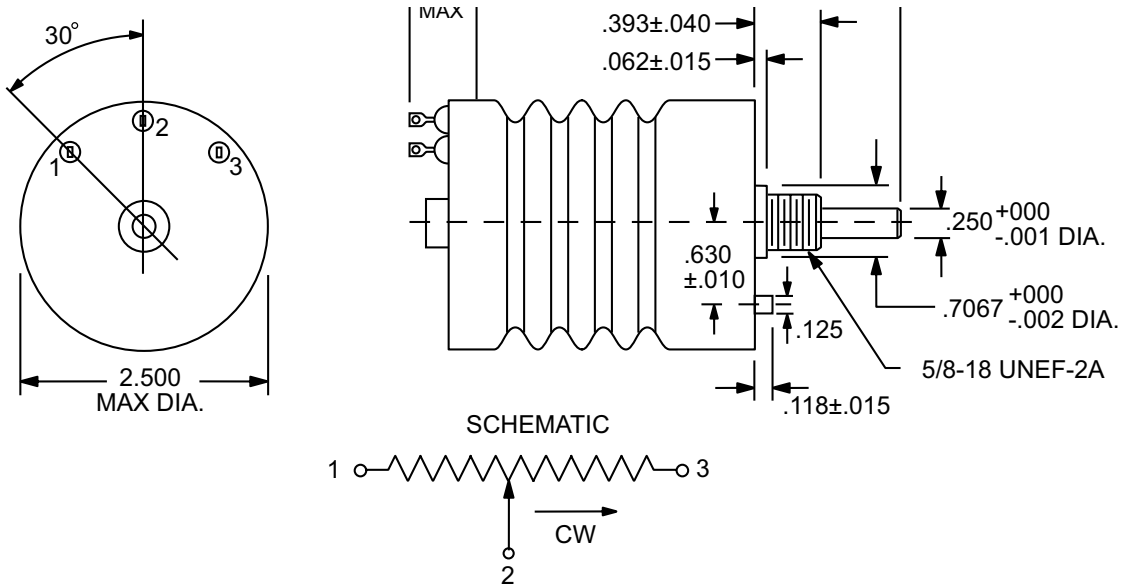 MAX
.393±.040
.062±.015
30°
2
1
3
.630
±.010
.250 +000
-.001 DIA.
.7067 +000
-.002 DIA.
.125
5/8-18 UNEF-2A
.118±.015
2.500
MAX DIA.
SCHEMATIC
1
3
CW
2